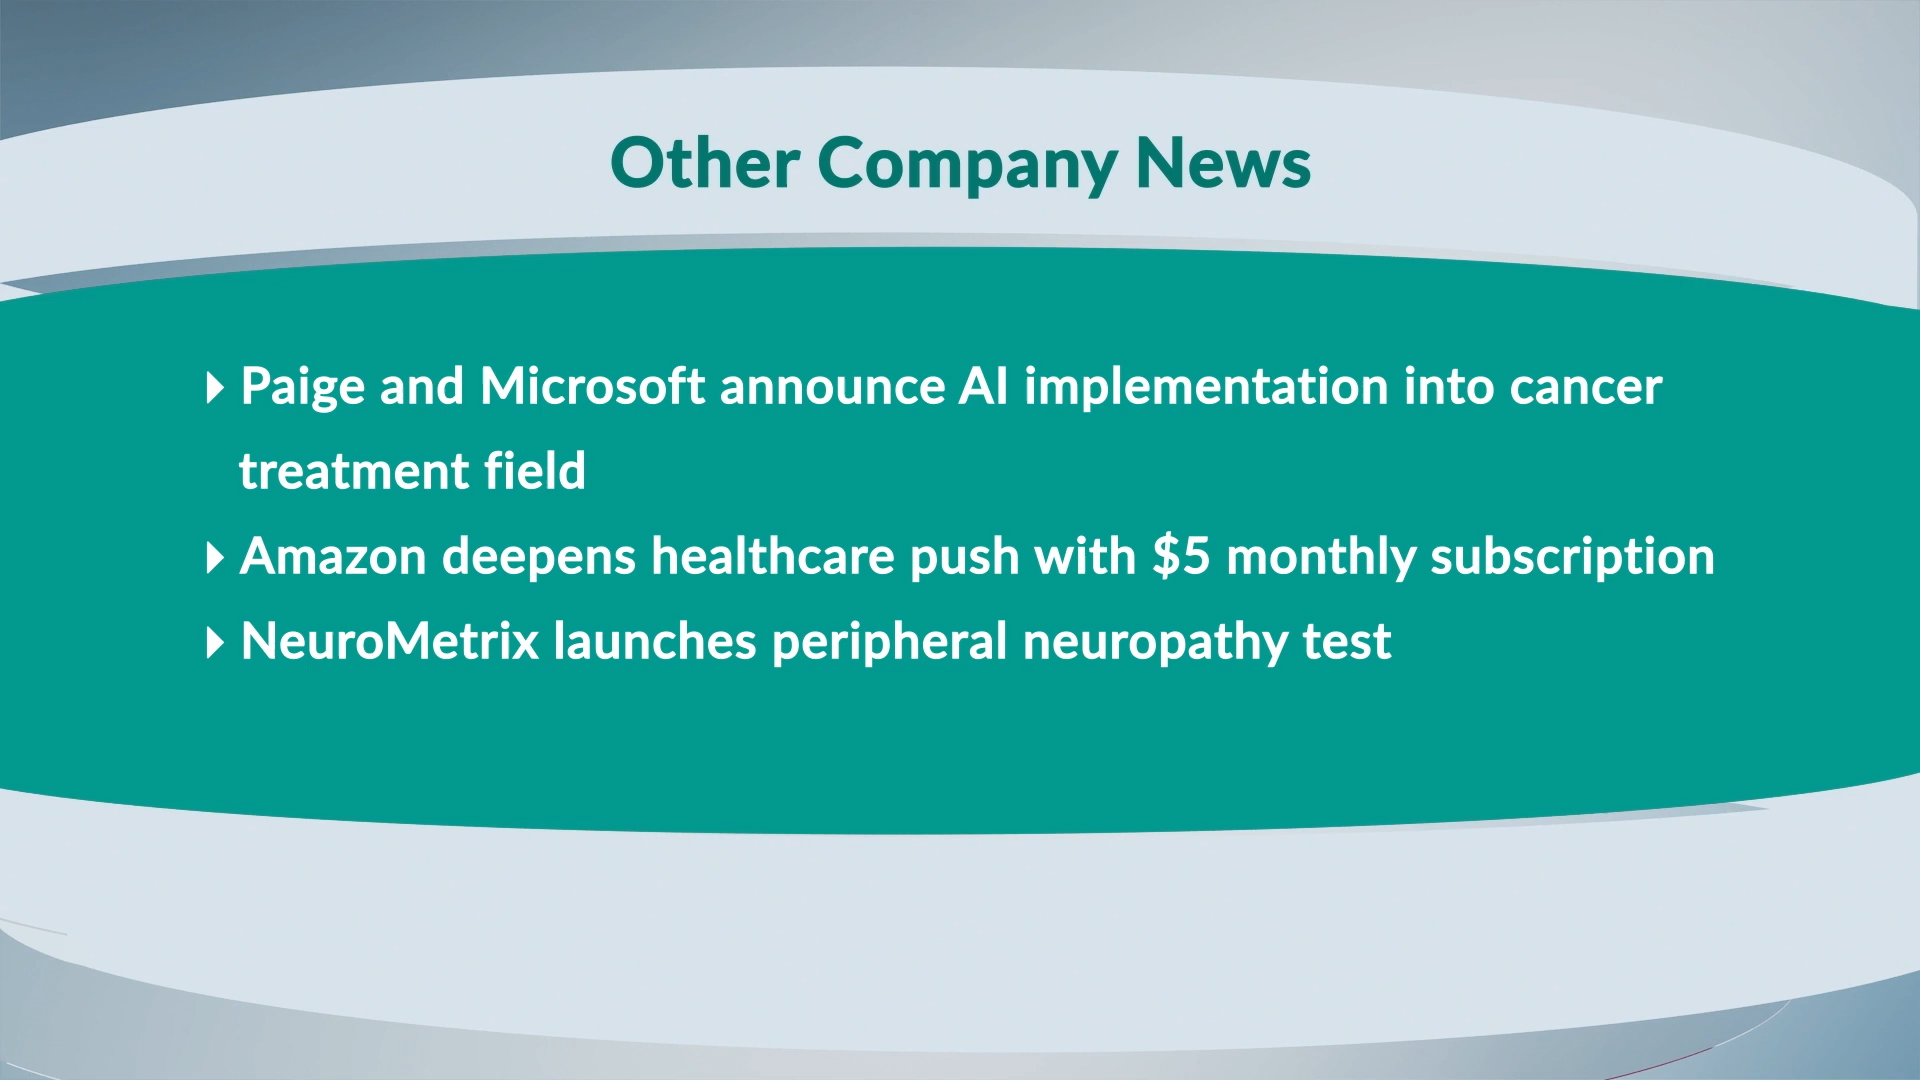 Other Company News
Paige and Microsoft announce AI implementation into cancer
treatment field
Amazon deepens healthcare push with $5 monthly subscription
NeuroMetrix launches peripheral neuropathy test